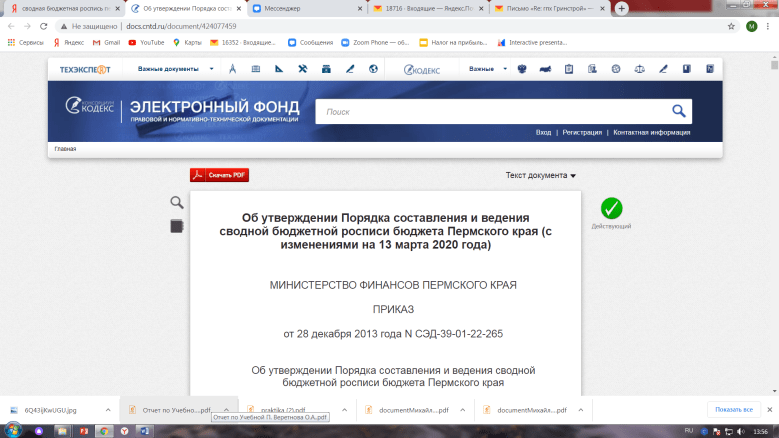 сводная бюджетная роспись п
Об утверждении Порядка сост
Мессенджер
18716 - Входящие — Яндекс.По
Письмо «Re: гпх Гринстрой» —
Не защищено | docs.cntd.ru/document/424077459
Сервисы
Яндекс
Gmail
YouTube
Карты
16352 · Входящие...
Сообщения
Zoom Phone — об...
Налог на прибыль...
Interactive presenta...
ТЕХЭКСПЕРТ
Важные документы
КОДЕКС
Важные
КОНСОРЦИУМ КОДЕКС
ЭЛЕКТРОННЫЙ ФОНД
ПРАВОВОЙ И НОРМАТИВНО-ТЕХНИЧЕСКОЙ ДОКУМЕНТАЦИИ
Поиск
Вход | Регистрация | Контактная информация
Главная
Скачать PDF
Текст документа
Действующий
Об утверждении Порядка составления и ведения
сводной бюджетной росписи бюджета Пермского края (с
изменениями на 13 марта 2020 года)
МИНИСТЕРСТВО ФИНАНСОВ ПЕРМСКОГО КРАЯ
ПРИКАЗ
от 28 декабря 2013 года N СЭД-39-01-22-265
Об утверждении Порядка составления и ведения сводной
бюджетной росписи бюджета Пермского края
6Q43ijKwUGU.jpg
Отчет по Учебно....pdf
praktika (2).pdf
documentМихайл....pdf
documentМихайл....pdf
Показать все
Отчет по Учебной П. Веретнова О.А..pdf
RU
13:56